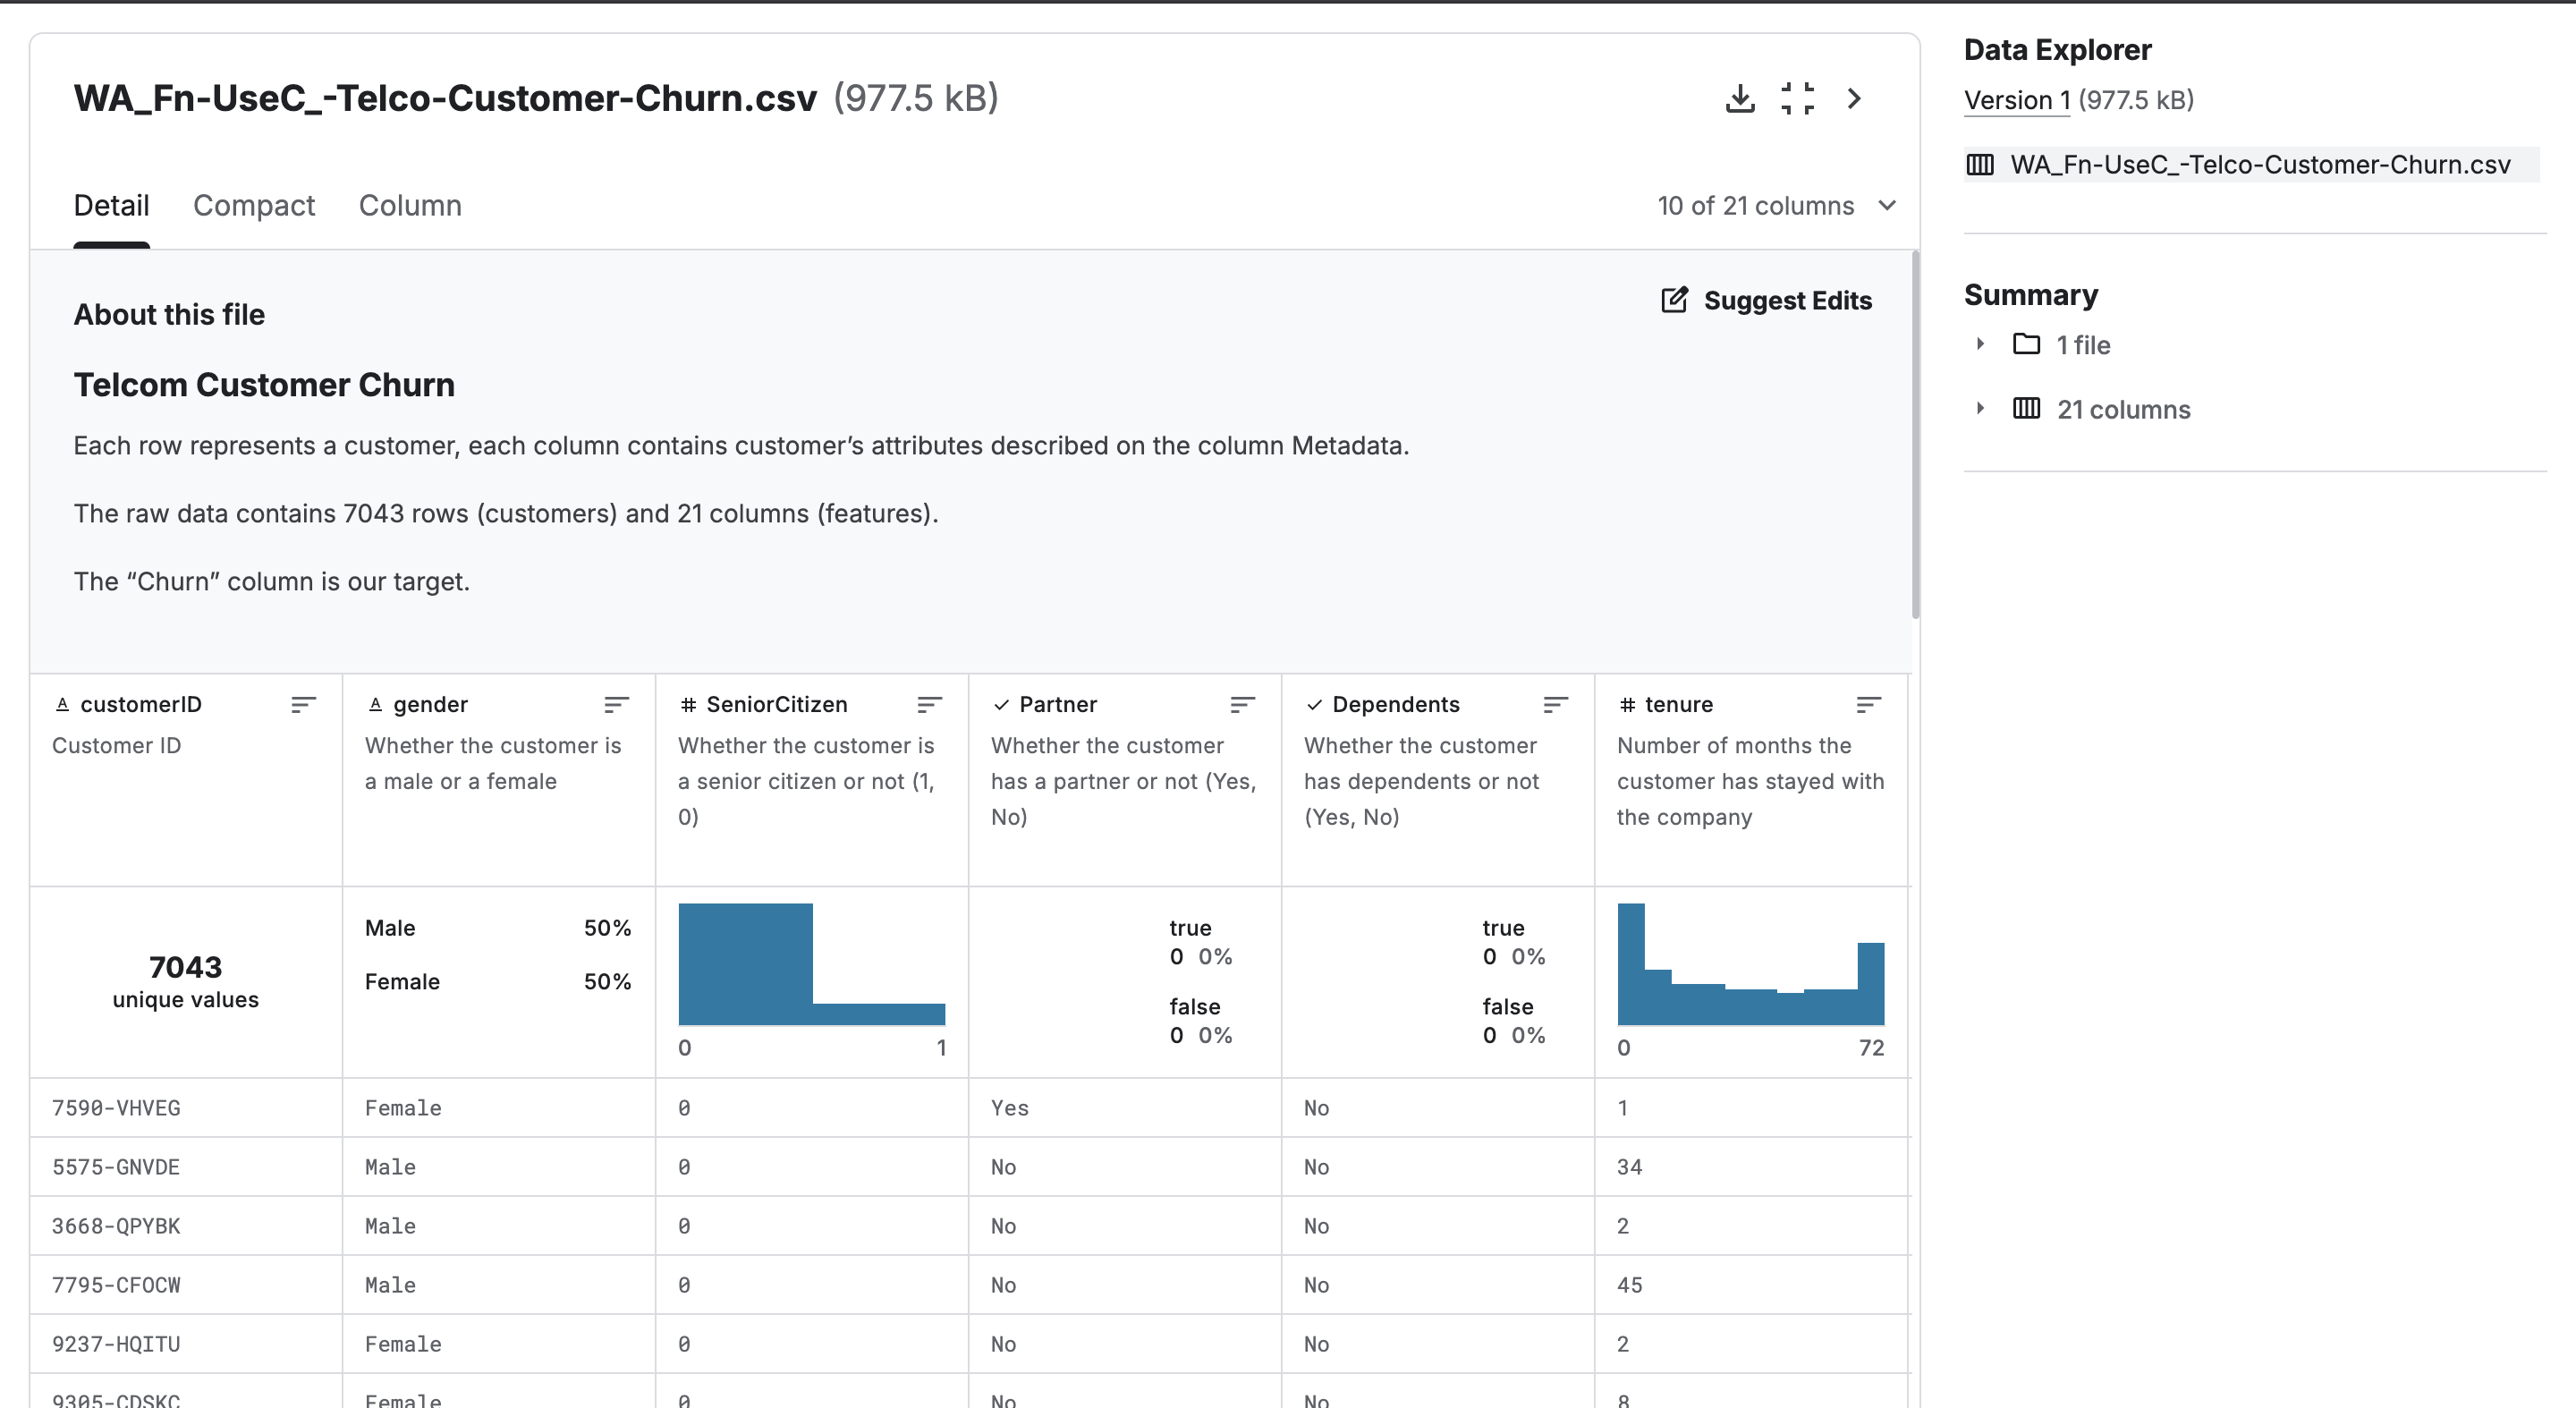 WA_Fn-UseC_-Telco-Customer-Churn.csv (977.5 kB)
Detail Compact Column
10 of 21 columns
About this file
Suggest Edits
Telcom Customer Churn
Each row represents a customer, each column contains customer’s attributes described on the column Metadata.
The raw data contains 7043 rows (customers) and 21 columns (features).
The “Churn” column is our target.
customerID
Customer ID
gender
Whether the customer is
a male or a female
# SeniorCitizen
Whether the customer is
a senior citizen or not (1,
0)
Partner
Whether the customer
has a partner or not (Yes,
No)
Dependents
Whether the customer
has dependents or not
(Yes, No)
# tenure
Number of months the
customer has stayed with
the company
7043
unique values
Male 50%
Female 50%
0 1
true
0 0%
false
0 0%
true
0 0%
false
0 0%
0 72
7590-VHVEG Female 0 Yes No 1
5575-GNVDE Male 0 No No 34
3668-QPYBK Male 0 No No 2
7795-CFOCW Male 0 No No 45
9237-HQITU Female 0 No No 2
9305-CDSKC Female 0 No No 8
Data Explorer
Version 1 (977.5 kB)
WA_Fn-UseC_-Telco-Customer-Churn.csv
Summary
1 file
21 columns